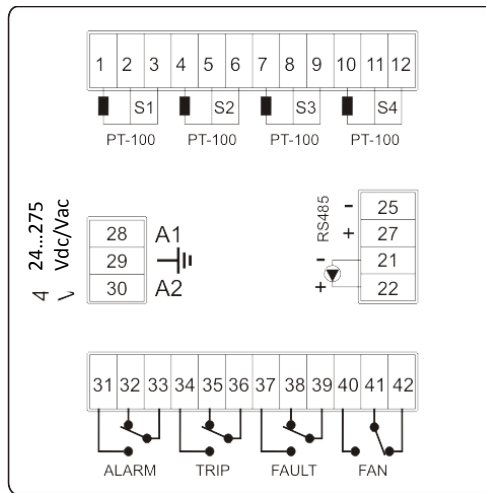 1 2 3 4 5 6 7 8 9 10 11 12
S1 S2 S3 S4
PT-100 PT-100 PT-100 PT-100
24...275
Vdc/Vac
4
28 A1
29
30 A2
RS485
- 25
+ 27
- 21
+ 22
31 32 33 34 35 36 37 38 39 40 41 42
ALARM TRIP FAULT FAN